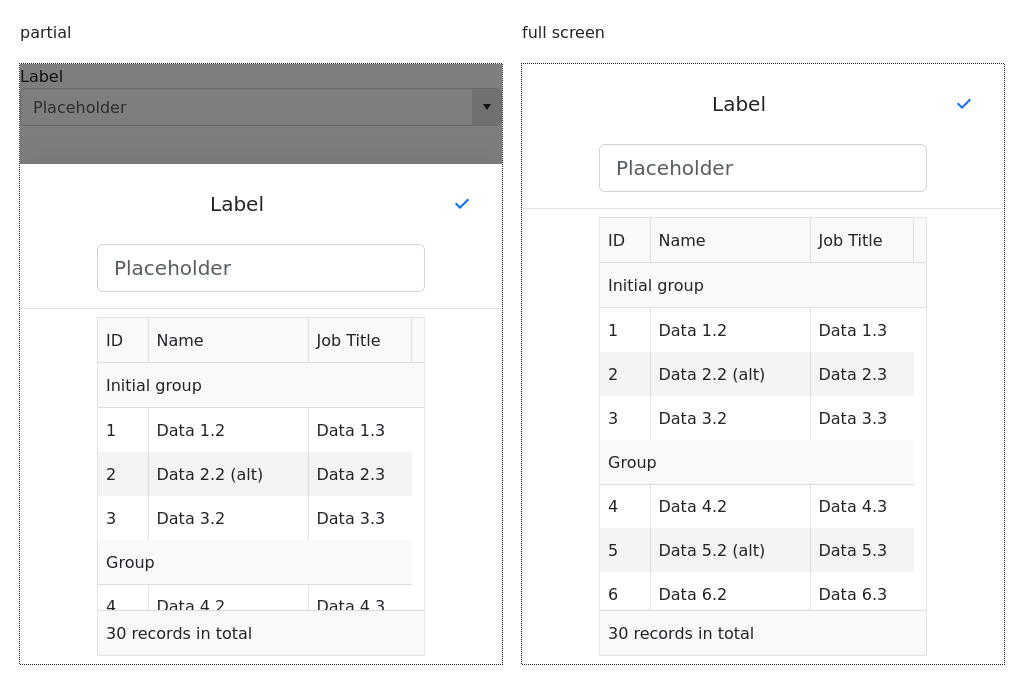 partial
Label
Placeholder
Label
Placeholder
ID Name Job Title
Initial group
1 Data 1.2 Data 1.3
2 Data 2.2 (alt) Data 2.3
3 Data 3.2 Data 3.3
Group
4 Data 4.2 Data 4.3
30 records in total
full screen
Label
Placeholder
ID Name Job Title
Initial group
1 Data 1.2 Data 1.3
2 Data 2.2 (alt) Data 2.3
3 Data 3.2 Data 3.3
Group
4 Data 4.2 Data 4.3
5 Data 5.2 (alt) Data 5.3
6 Data 6.2 Data 6.3
30 records in total